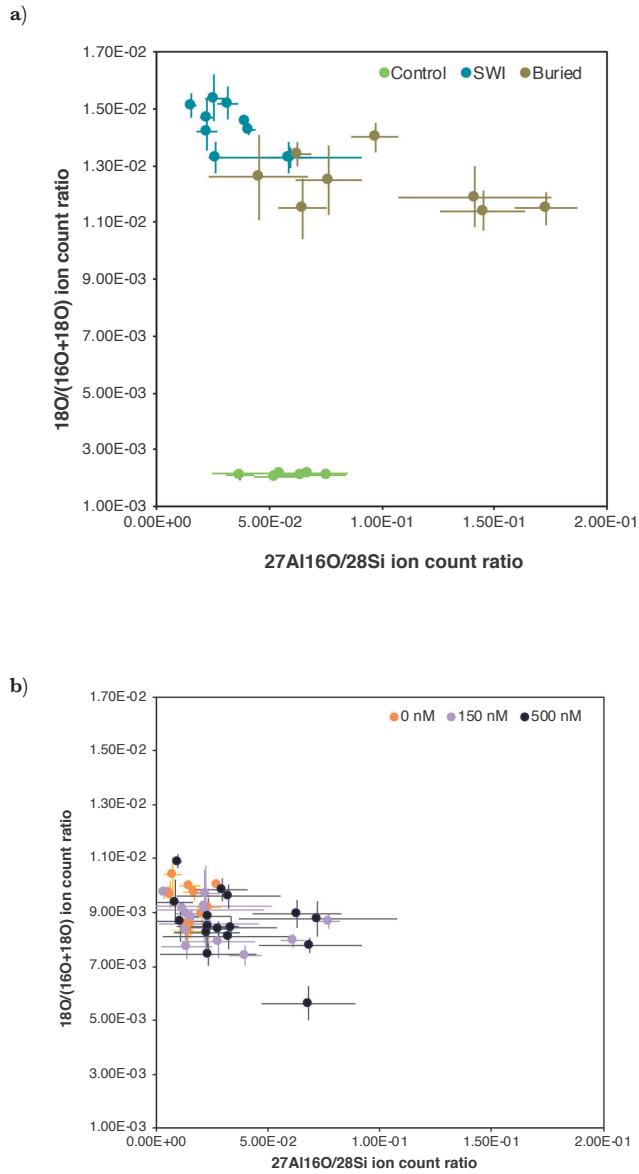 a)
1.70E-02
Control SWI Buried
1.50E-02
1.30E-02
1.10E-02
9.00E-03
7.00E-03
5.00E-03
3.00E-03
1.00E-03
18O/(16O+18O) ion count ratio
0.00E+00 5.00E-02 1.00E-01 1.50E-01 2.00E-01
27Al16O/28Si ion count ratio
b)
1.70E-02
0 nM 150 nM 500 nM
1.50E-02
1.30E-02
1.10E-02
9.00E-03
7.00E-03
5.00E-03
3.00E-03
1.00E-03
18O/(16O+18O) ion count ratio
0.00E+00 5.00E-02 1.00E-01 1.50E-01 2.00E-01
27Al16O/28Si ion count ratio